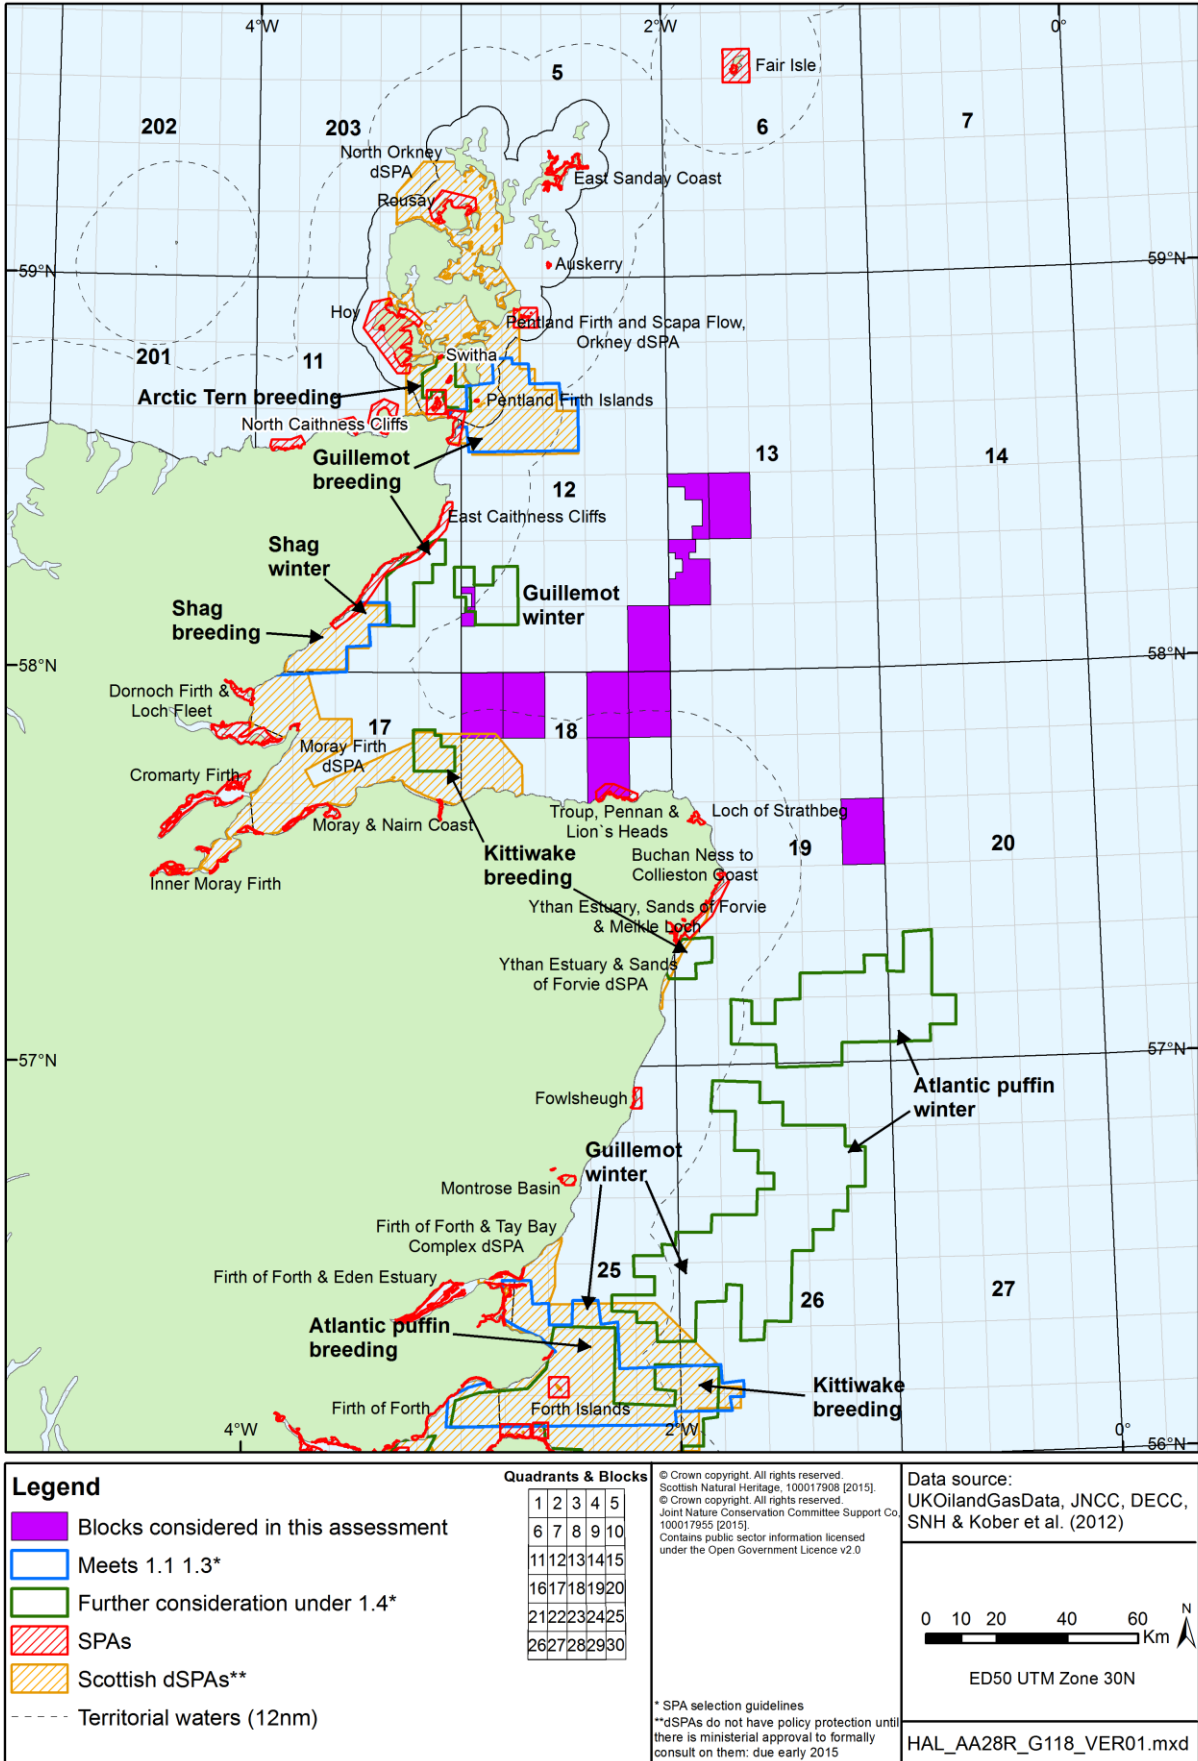 4°W
2°W
0°
Fair Isle
5
6
7
202
203
North Orkney
dSPA
Rousay
East Sanday Coast
59°N
Auskerry
59°N
Hoy
Pentland Firth and Scapa Flow,
Orkney dSPA
201
11
Switha
Arctic Tern breeding
Pentland Firth Islands
North Caithness Cliffs
Guillemot
breeding
13
14
12
East Caithness Cliffs
Shag
winter
Guillemot
winter
Shag
breeding
58°N
58°N
Dornoch Firth &
Loch Fleet
17
18
Moray Firth
dSPA
Cromarty Firth
Moray & Nairn Coast
Troup, Pennan &
Lion`s Heads
Loch of Strathbeg
19
20
Kittiwake
breeding
Buchan Ness to
Collieston Coast
Inner Moray Firth
Ythan Estuary, Sands of Forvie
& Meikle Loch
Ythan Estuary & Sands
of Forvie dSPA
57°N
57°N
Fowlsheugh
Atlantic puffin
winter
Guillemot
winter
Montrose Basin
Firth of Forth & Tay Bay
Complex dSPA
25
Firth of Forth & Eden Estuary
26
27
Atlantic puffin
breeding
Kittiwake
breeding
Firth of Forth
Forth Islands
4°W
2°W
0°
56°N
Legend
Blocks considered in this assessment
Meets 1.1 1.3*
Further consideration under 1.4*
SPAs
Scottish dSPAs**
Territorial waters (12nm)
Quadrants & Blocks
1 2 3 4 5
6 7 8 9 10
11 12 13 14 15
16 17 18 19 20
21 22 23 24 25
26 27 28 29 30
© Crown copyright. All rights reserved.
Scottish Natural Heritage, 100017908 [2015].
© Crown copyright. All rights reserved.
Joint Nature Conservation Committee Support Co,
100017955 [2015].
Contains public sector information licensed
under the Open Government Licence v2.0
* SPA selection guidelines
**dSPAs do not have policy protection until
there is ministerial approval to formally
consult on them: due early 2015
Data source:
UKOilandGasData, JNCC, DECC,
SNH & Kober et al. (2012)
0 10 20 40 60
Km
N
ED50 UTM Zone 30N
HAL_AA28R_G118_VER01.mxd